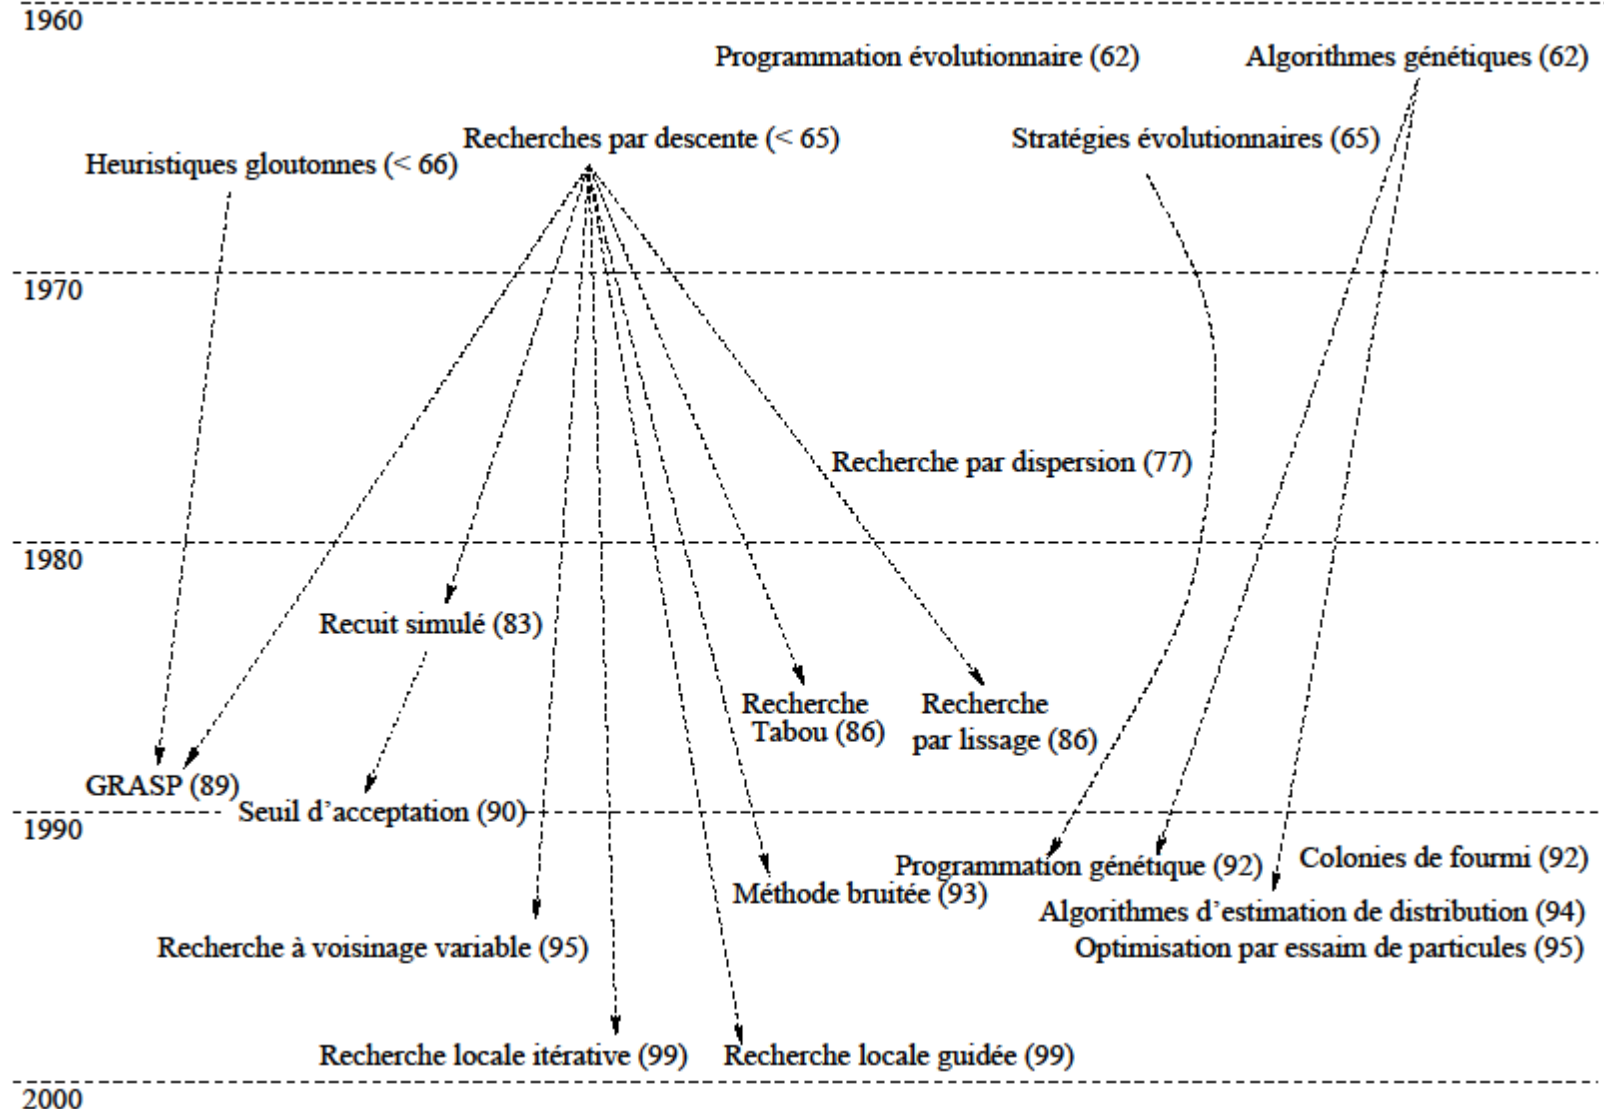 1960
Programmation évolutionnaire (62)
Algorithmes génétiques (62)
Recherches par descente (< 65)
Stratégies évolutionnaires (65)
Heuristiques gloutonnes (< 66)
1970
Recherche par dispersion (77)
1980
Recuit simulé (83)
Recherche
Tabou (86)
Recherche
par lissage (86)
GRASP (89)
Seuil d'acceptation (90)
1990
Programmation génétique (92)
Colonies de fourmi (92)
Méthode bruitée (93)
Algorithmes d'estimation de distribution (94)
Recherche à voisinage variable (95)
Optimisation par essaim de particules (95)
Recherche locale itérative (99)
Recherche locale guidée (99)
2000